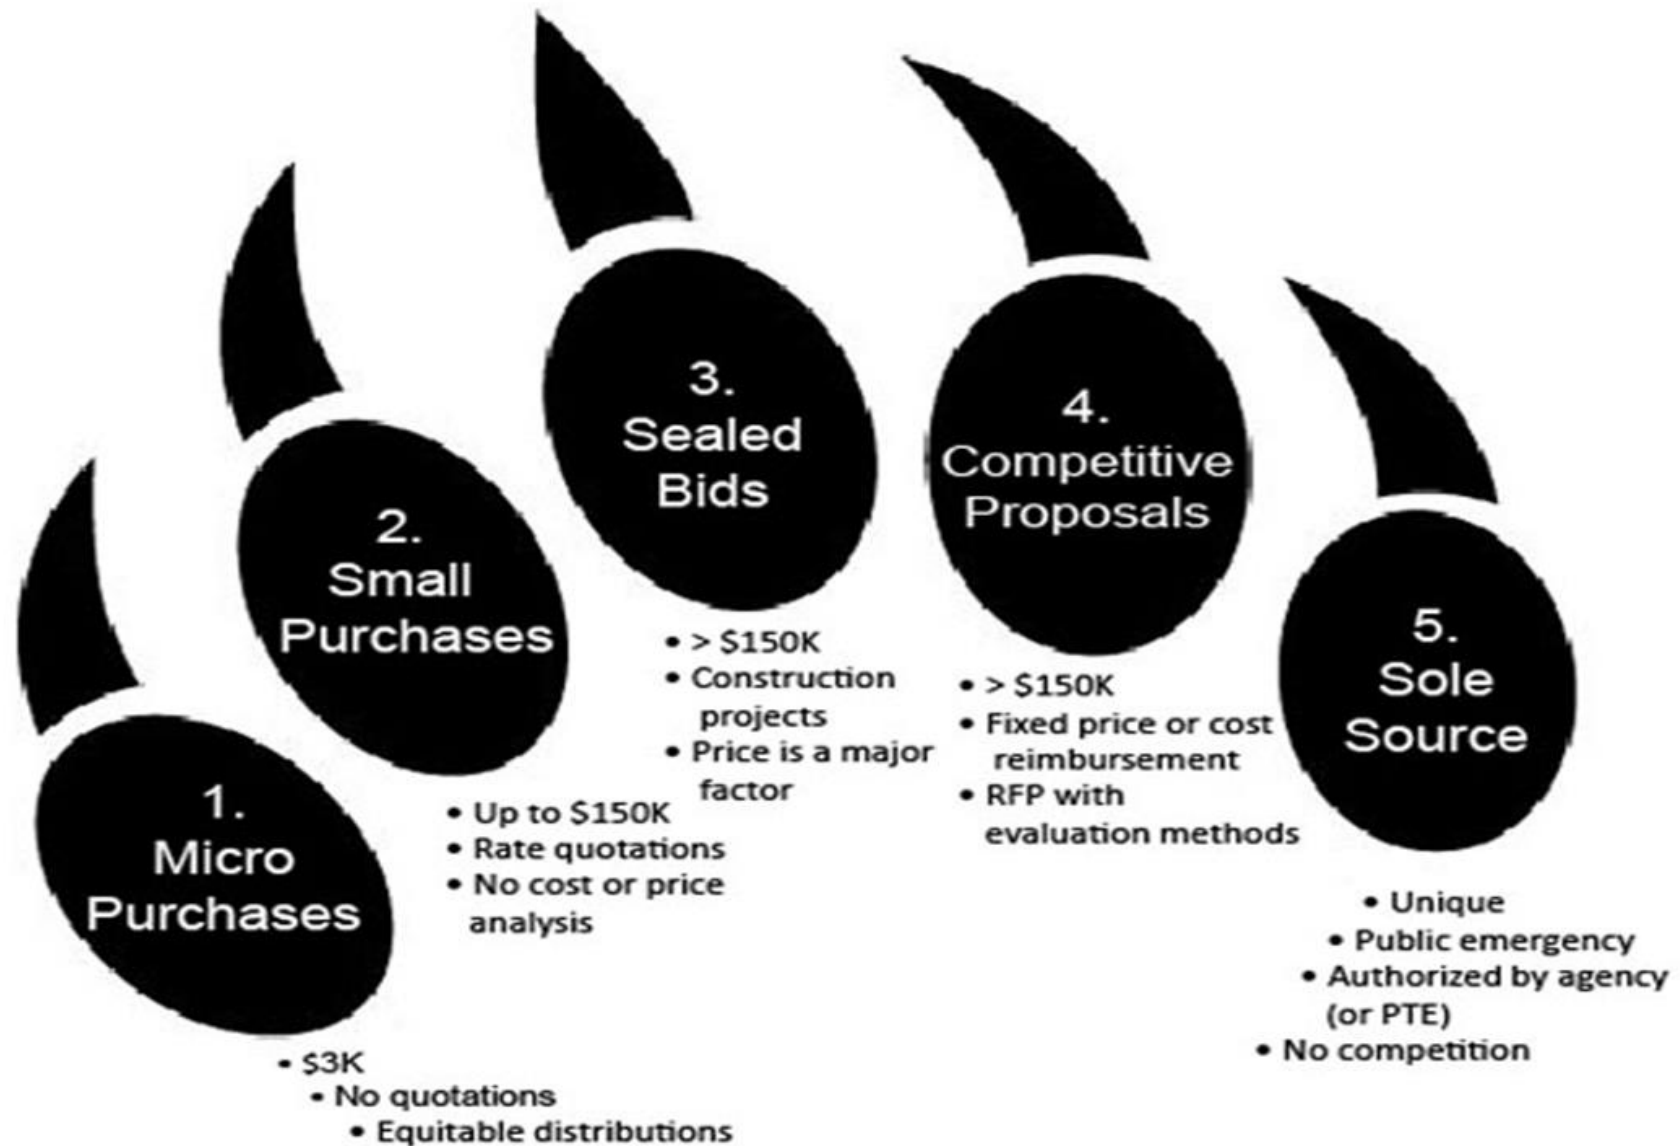 1.
Micro
Purchases
• $3K
• No quotations
• Equitable distributions
2.
Small
Purchases
• Up to $150K
• Rate quotations
• No cost or price
analysis
3.
Sealed
Bids
• > $150K
• Construction
projects
• Price is a major
factor
4.
Competitive
Proposals
• > $150K
• Fixed price or cost
reimbursement
• RFP with
evaluation methods
5.
Sole
Source
• Unique
• Public emergency
• Authorized by agency
(or PTE)
• No competition